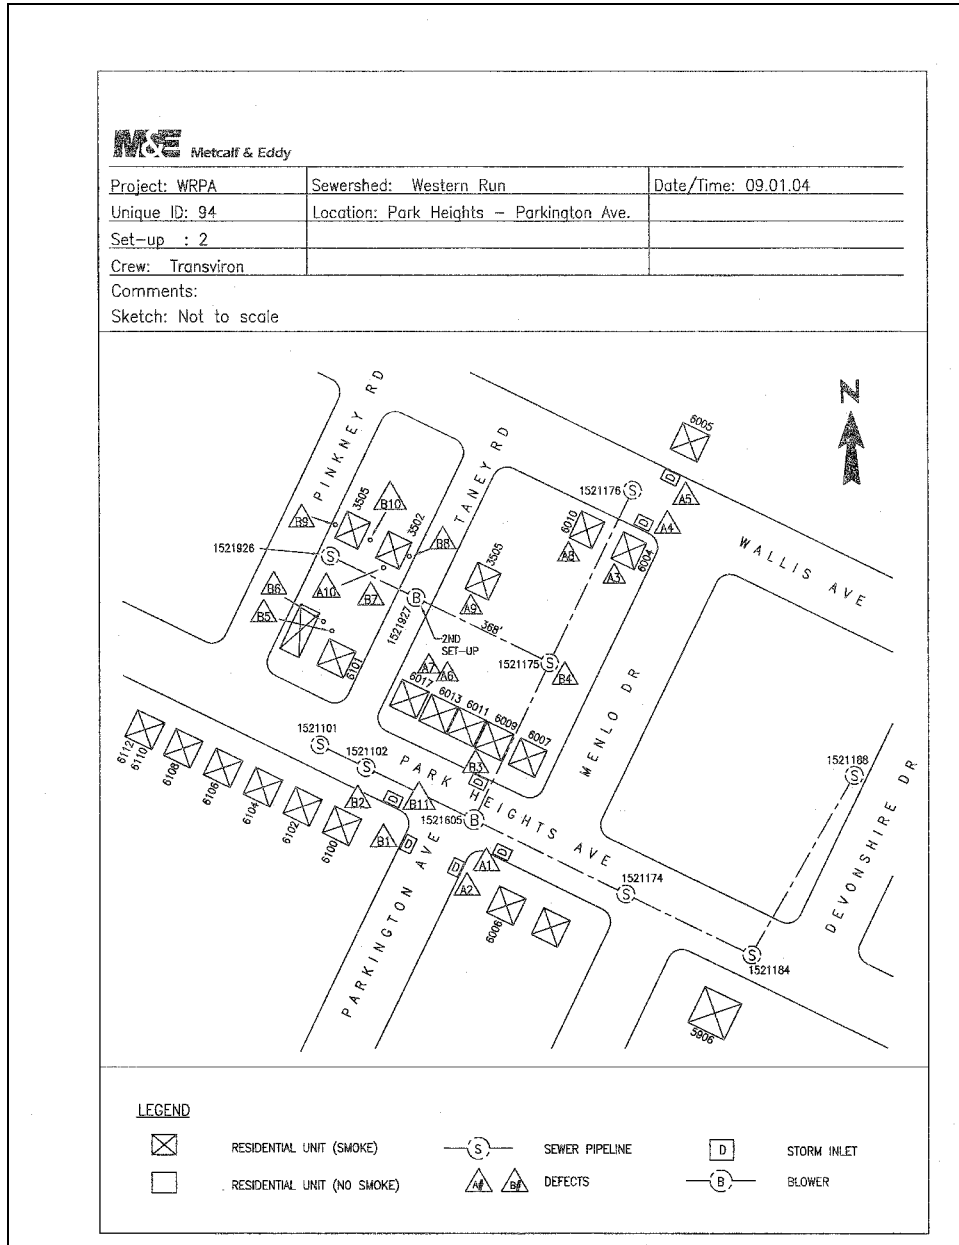 M&E Metcalf & Eddy
Project: WRPA
Sewershed: Western Run
Date/Time: 09.01.04
Unique ID: 94
Location: Park Heights – Parkington Ave.
Set-up : 2
Crew: Transviron
Comments:
Sketch: Not to scale
N
PINKNEY RD
TANEY RD
6005
1521176
S
D
A5
D
A4
WALLIS AVE
B9
3505
B10
3502
B8
6010
A8
6004
A3
1521926
S
3505
A9
B6
B5
A10
B7
B
1521927
2ND
SET-UP
368'
6101
A7
A6
1521175
S
B4
MENLO DR
6017
6013
6011
6009
6007
1521101
S
1521102
S
B3
D
PARK HEIGHTS AVE
6112
6110
6108
6106
6104
6102
6100
B2
D
B11
1521605
B
B1
D
PARKINGTON AVE
1521188
S
DEVONSHIRE DR
A1
D
D
A2
1521174
S
6006
S
1521184
5906
LEGEND
RESIDENTIAL UNIT (SMOKE)
S
SEWER PIPELINE
D
STORM INLET
RESIDENTIAL UNIT (NO SMOKE)
A#
B#
DEFECTS
B
BLOWER